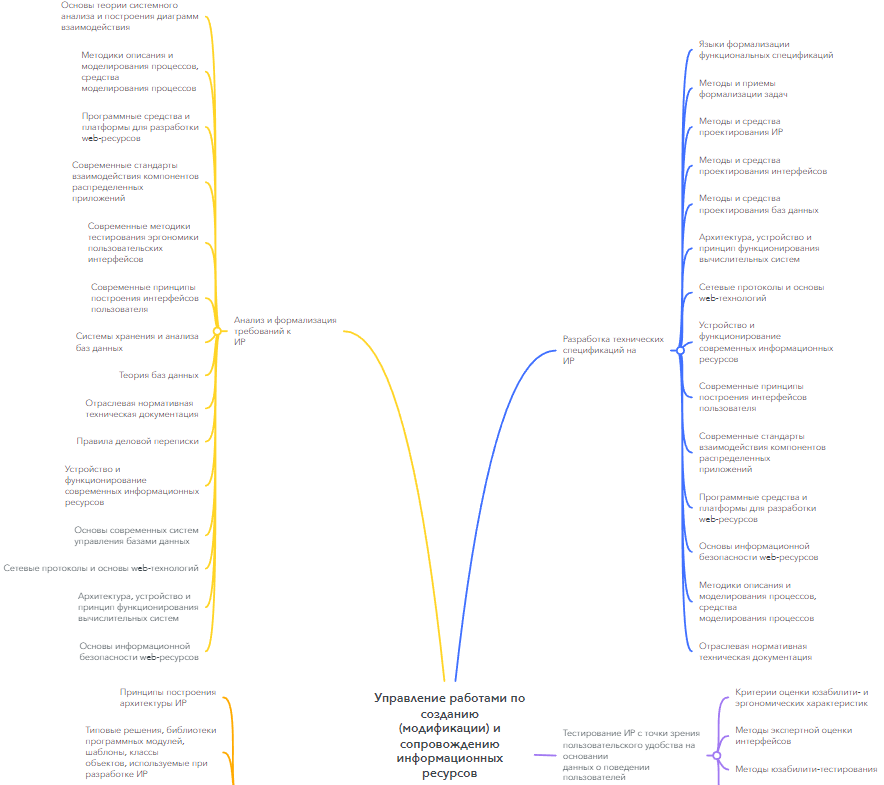 Основы теории системного
анализа и построения диаграмм
взаимодействия
Методики описания и
моделирования процессов,
средства
моделирования процессов
Программные средства и
платформы для разработки
web-ресурсов
Современные стандарты
взаимодействия компонентов
распределенных
приложений
Современные методики
тестирования эргономики
пользовательских
интерфейсов
Современные принципы
построения интерфейсов
пользователя
Системы хранения и анализа
баз данных
Теория баз данных
Отраслевая нормативная
техническая документация
Правила деловой переписки
Устройство и
функционирование
современных информационных
ресурсов
Основы современных систем
управления базами данных
Сетевые протоколы и основы web-технологий
Архитектура, устройство и
принцип функционирования
вычислительных систем
Основы информационной
безопасности web-ресурсов
Анализ и формализация
требований к
ИР
Разработка технических
спецификаций на
ИР
Языки формализации
функциональных спецификаций
Методы и приемы
формализации задач
Методы и средства
проектирования ИР
Методы и средства
проектирования интерфейсов
Методы и средства
проектирования баз данных
Архитектура, устройство и
принцип функционирования
вычислительных систем
Сетевые протоколы и основы
web-технологий
Устройство и
функционирование
современных информационных
ресурсов
Современные принципы
построения интерфейсов
пользователя
Современные стандарты
взаимодействия компонентов
распределенных
приложений
Программные средства и
платформы для разработки
web-ресурсов
Основы информационной
безопасности web-ресурсов
Методики описания и
моделирования процессов,
средства
моделирования процессов
Отраслевая нормативная
техническая документация
Принципы построения
архитектуры ИР
Типовые решения, библиотеки
программных модулей,
шаблоны, классы
объектов, используемые при
разработке ИР
Управление работами по
созданию
(модификации) и
сопровождению
информационных
ресурсов
Тестирование ИР с точки зрения
пользовательского удобства на
основании
данных о поведении
пользователей
Критерии оценки юзабилити- и
эргономических характеристик
Методы экспертной оценки
интерфейсов
Методы юзабилити-тестирования